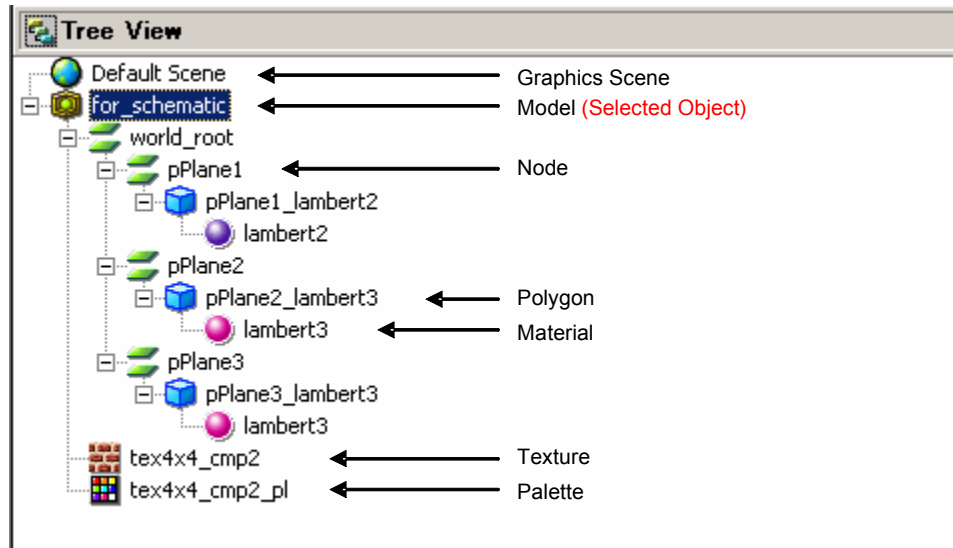 Tree View
Default Scene
Graphics Scene
for_schematic
Model (Selected Object)
world_root
pPlane1
Node
pPlane1_lambert2
lambert2
pPlane2
pPlane2_lambert3
Polygon
lambert3
Material
pPlane3
pPlane3_lambert3
lambert3
tex4x4_cmp2
Texture
tex4x4_cmp2_pl
Palette